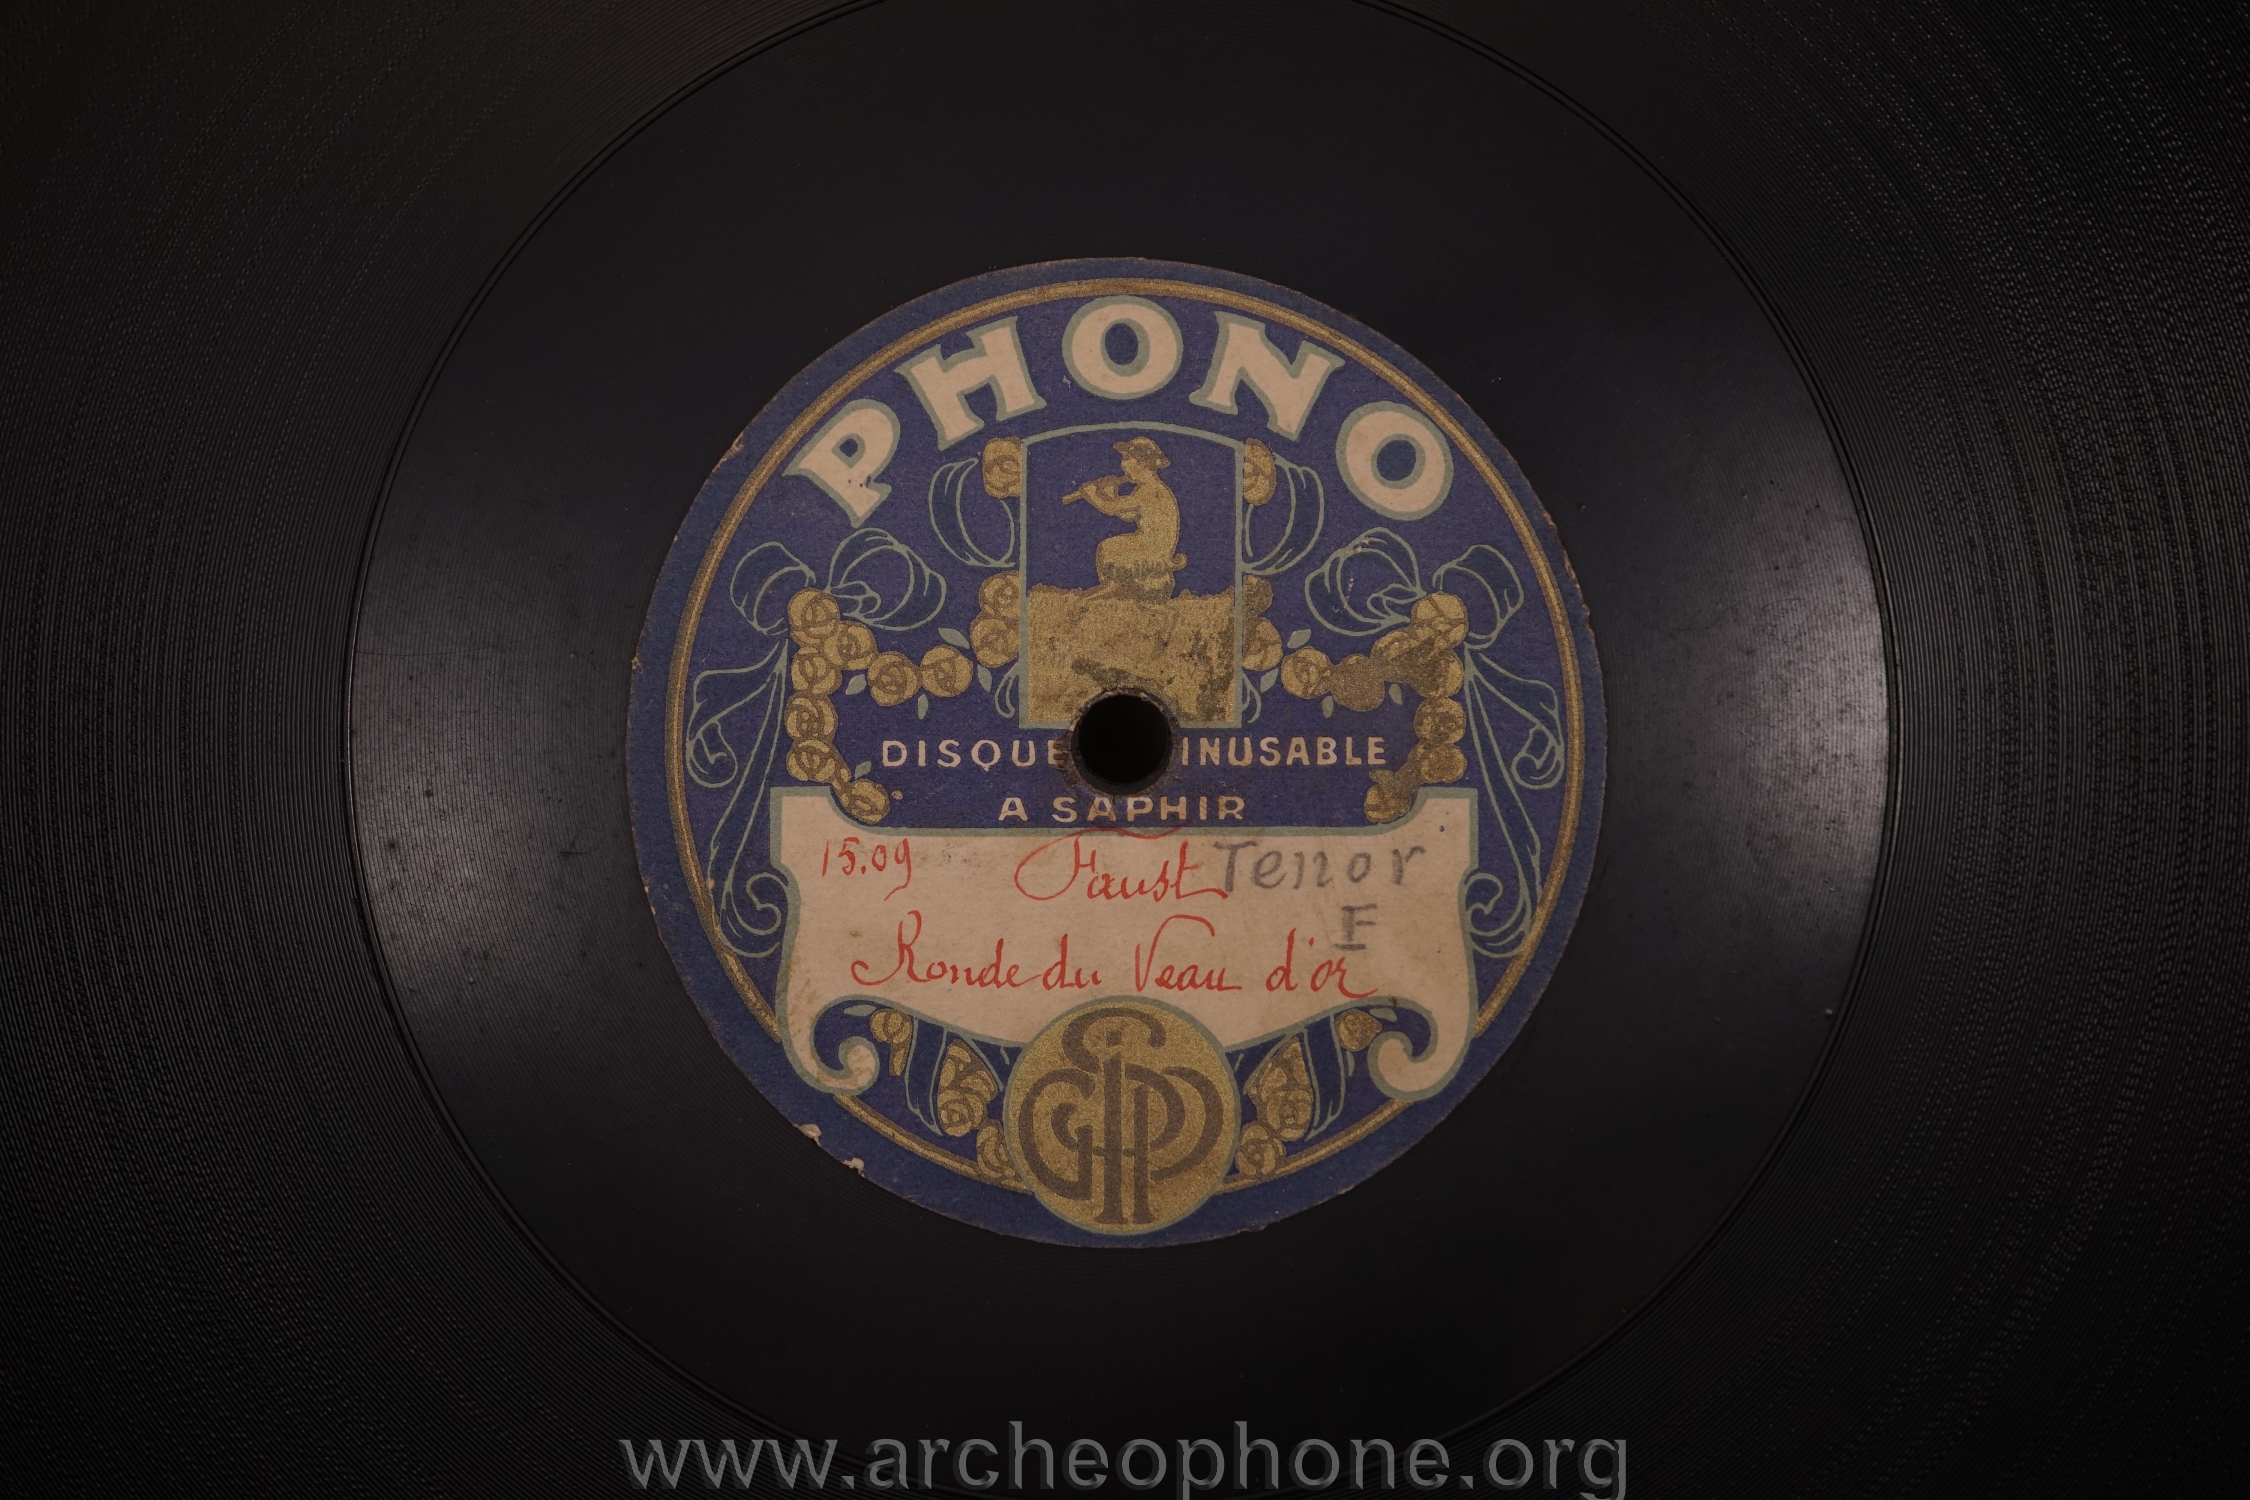 PHONO
DISQUE INUSABLE
A SAPHIR
15.09 Faust Tenor
F
Ronde du Veau d'or
www.archeophone.org